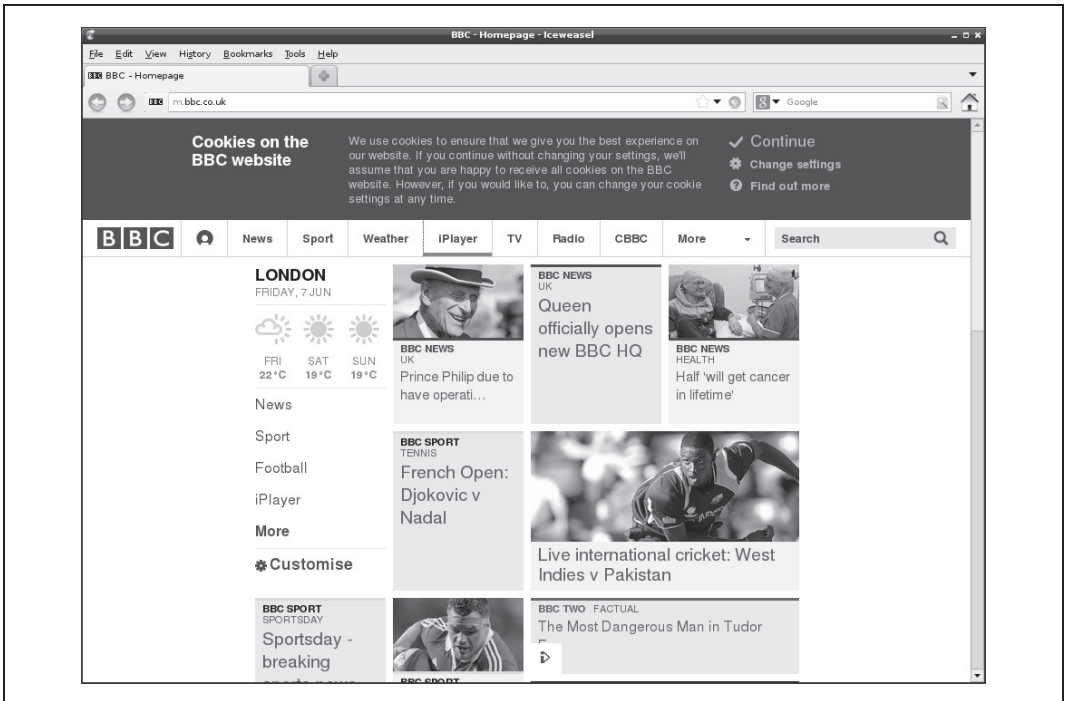 BBC - Homepage - Iceweasel
File Edit View History Bookmarks Tools Help
BBC BBC - Homepage
BBC m.bbc.co.uk
8 Google
Cookies on the
BBC website
We use cookies to ensure that we give you the best experience on
our website. If you continue without changing your settings, we'll
assume that you are happy to receive all cookies on the BBC
website. However, if you would like to, you can change your cookie
settings at any time.
Continue
Change settings
Find out more
BBC News Sport Weather iPlayer TV Radio CBBC More Search
LONDON
FRIDAY, 7 JUN
FRI SAT SUN
22°C 19°C 19°C
News
Sport
Football
iPlayer
More
Customise
BBC NEWS
UK
Prince Philip due to
have operati...
BBC NEWS
UK
Queen
officially opens
new BBC HQ
BBC NEWS
HEALTH
Half 'will get cancer
in lifetime'
BBC SPORT
TENNIS
French Open:
Djokovic v
Nadal
Live international cricket: West
Indies v Pakistan
BBC SPORT
SPORTSDAY
Sportsday -
breaking
sports news
BBC SPORT
BBC TWO FACTUAL
The Most Dangerous Man in Tudor